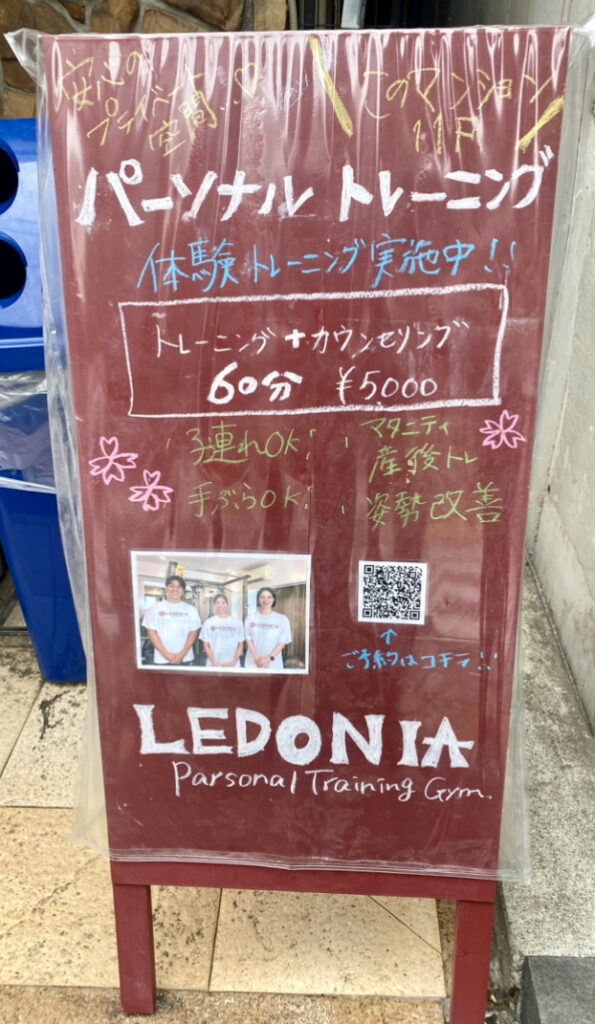 安心の
プライベート
空間..♡
このマンション
11F
パーソナルトレーニング
体験トレーニング実施中!!
トレーニング+カウンセリング
60分 ¥5000
子連れOK!
マタニティ
産後トレ
手ぶらOK!
姿勢改善
LEDONIA
LEDONIA
LEDONIA
↑
ご予約はコチラ!!
LEDONIA
Parsonal Training Gym.